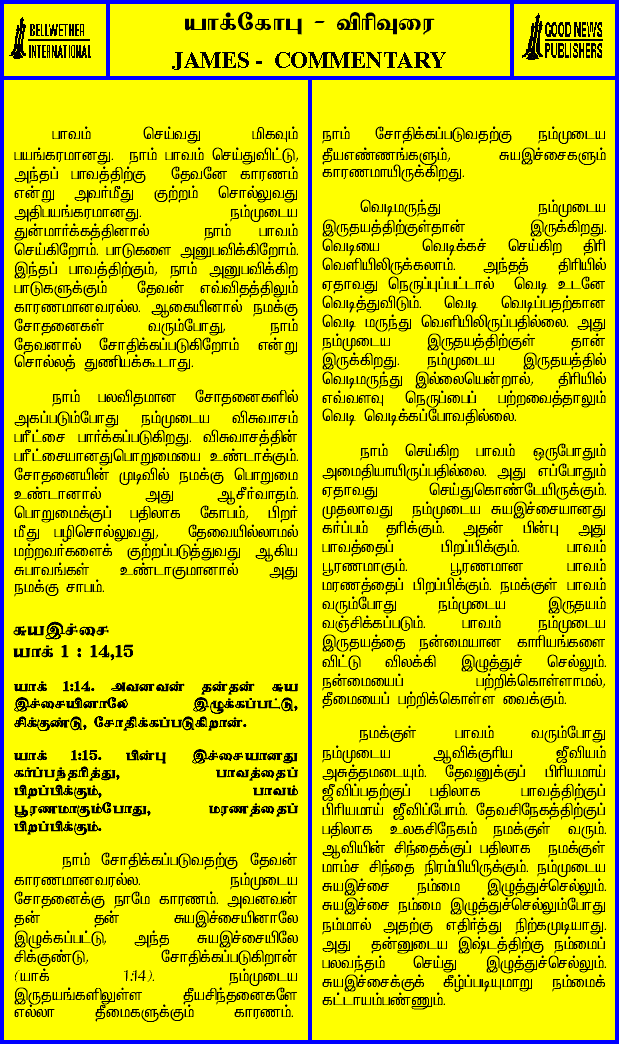 BELLWETHER
INTERNATIONAL
யாக்கோபு - விரிவுரை
JAMES - COMMENTARY
GOOD NEWS
PUBLISHERS
பாவம் செய்வது மிகவும்
பயங்கரமானது. நாம் பாவம் செய்துவிட்டு,
அந்தப் பாவத்திற்கு தேவனே காரணம்
என்று அவர்மீது குற்றம் சொல்லுவது
அதிபயங்கரமானது. நம்முடைய
துன்மார்க்கத்தினால் நாம் பாவம்
செய்கிறோம். பாடுகளை அனுபவிக்கிறோம்.
இந்தப் பாவத்திற்கும், நாம் அனுபவிக்கிற
பாடுகளுக்கும் தேவன் எவ்விதத்திலும்
காரணமானவரல்ல. ஆகையினால் நமக்கு
சோதனைகள் வரும்போது, நாம்
தேவனால் சோதிக்கப்படுகிறோம் என்று
சொல்லத் துணியக்கூடாது.
நாம் பலவிதமான சோதனைகளில்
அகப்படும்போது நம்முடைய விசுவாசம்
பரீட்சை பார்க்கப்படுகிறது. விசுவாசத்தின்
பரீட்சையானதுபொறுமையை உண்டாக்கும்.
சோதனையின் முடிவில் நமக்கு பொறுமை
உண்டானால் அது ஆசீர்வாதம்.
பொறுமைக்குப் பதிலாக கோபம், பிறர்
மீது பழிசொல்லுவது, தேவையில்லாமல்
மற்றவர்களைக் குற்றப்படுத்துவது ஆகிய
சுபாவங்கள் உண்டாகுமானால் அது
நமக்கு சாபம்.
சுயஇச்சை
யாக் 1 : 14,15
யாக் 1:14. அவனவன் தன்தன் சுய
இச்சையினாலே இழுக்கப்பட்டு,
சிக்குண்டு, சோதிக்கப்படுகிறான்.
யாக் 1:15. பின்பு இச்சையானது
கர்ப்பந்தரித்து, பாவத்தைப்
பிறப்பிக்கும், பாவம்
பூரணமாகும்போது, மரணத்தைப்
பிறப்பிக்கும்.
நாம் சோதிக்கப்படுவதற்கு தேவன்
காரணமானவரல்ல. நம்முடைய
சோதனைக்கு நாமே காரணம். அவனவன்
தன் தன் சுயஇச்சையினாலே
இழுக்கப்பட்டு, அந்த சுயஇச்சையிலே
சிக்குண்டு, சோதிக்கப்படுகிறான்
(யாக் 1:14). நம்முடைய
இருதயங்களிலுள்ள தீயசிந்தனைகளே
எல்லா தீமைகளுக்கும் காரணம்.
நாம் சோதிக்கப்படுவதற்கு நம்முடைய
தீயஎண்ணங்களும், சுயஇச்சைகளும்
காரணமாயிருக்கிறது.
வெடிமருந்து நம்முடைய
இருதயத்திற்குள்தான் இருக்கிறது.
வெடியை வெடிக்கச் செய்கிற திரி
வெளியிலிருக்கலாம். அந்தத் திரியில்
ஏதாவது நெருப்புப்பட்டால் வெடி உடனே
வெடித்துவிடும். வெடி வெடிப்பதற்கான
வெடி மருந்து வெளியிலிருப்பதில்லை. அது
நம்முடைய இருதயத்திற்குள் தான்
இருக்கிறது. நம்முடைய இருதயத்தில்
வெடிமருந்து இல்லையென்றால், திரியில்
எவ்வளவு நெருப்பைப் பற்றவைத்தாலும்
வெடி வெடிக்கப்போவதில்லை.
நாம் செய்கிற பாவம் ஒருபோதும்
அமைதியாயிருப்பதில்லை. அது எப்போதும்
ஏதாவது செய்துகொண்டேயிருக்கும்.
முதலாவது நம்முடைய சுயஇச்சையானது
கர்ப்பம் தரிக்கும். அதன் பின்பு அது
பாவத்தைப் பிறப்பிக்கும். பாவம்
பூரணமாகும். பூரணமான பாவம்
மரணத்தைப் பிறப்பிக்கும். நமக்குள் பாவம்
வரும்போது நம்முடைய இருதயம்
வஞ்சிக்கப்படும். பாவம் நம்முடைய
இருதயத்தை நன்மையான காரியங்களை
விட்டு விலக்கி இழுத்துச் செல்லும்.
நன்மையைப் பற்றிக்கொள்ளாமல்,
தீமையைப் பற்றிக்கொள்ள வைக்கும்.
நமக்குள் பாவம் வரும்போது
நம்முடைய ஆவிக்குரிய ஜீவியம்
அசுத்தமடையும். தேவனுக்குப் பிரியமாய்
ஜீவிப்பதற்குப் பதிலாக பாவத்திற்குப்
பிரியமாய் ஜீவிப்போம். தேவசிநேகத்திற்குப்
பதிலாக உலகசிநேகம் நமக்குள் வரும்.
ஆவியின் சிந்தைக்குப் பதிலாக நமக்குள்
மாம்ச சிந்தை நிரம்பியிருக்கும். நம்முடைய
சுயஇச்சை நம்மை இழுத்துச்செல்லும்.
சுயஇச்சை நம்மை இழுத்துச்செல்லும்போது
நம்மால் அதற்கு எதிர்த்து நிற்கமுடியாது.
அது தன்னுடைய இஷ்டத்திற்கு நம்மைப்
பலவந்தம் செய்து இழுத்துச்செல்லும்.
சுயஇச்சைக்குக் கீழ்ப்படியுமாறு நம்மைக்
கட்டாயம்பண்ணும்.